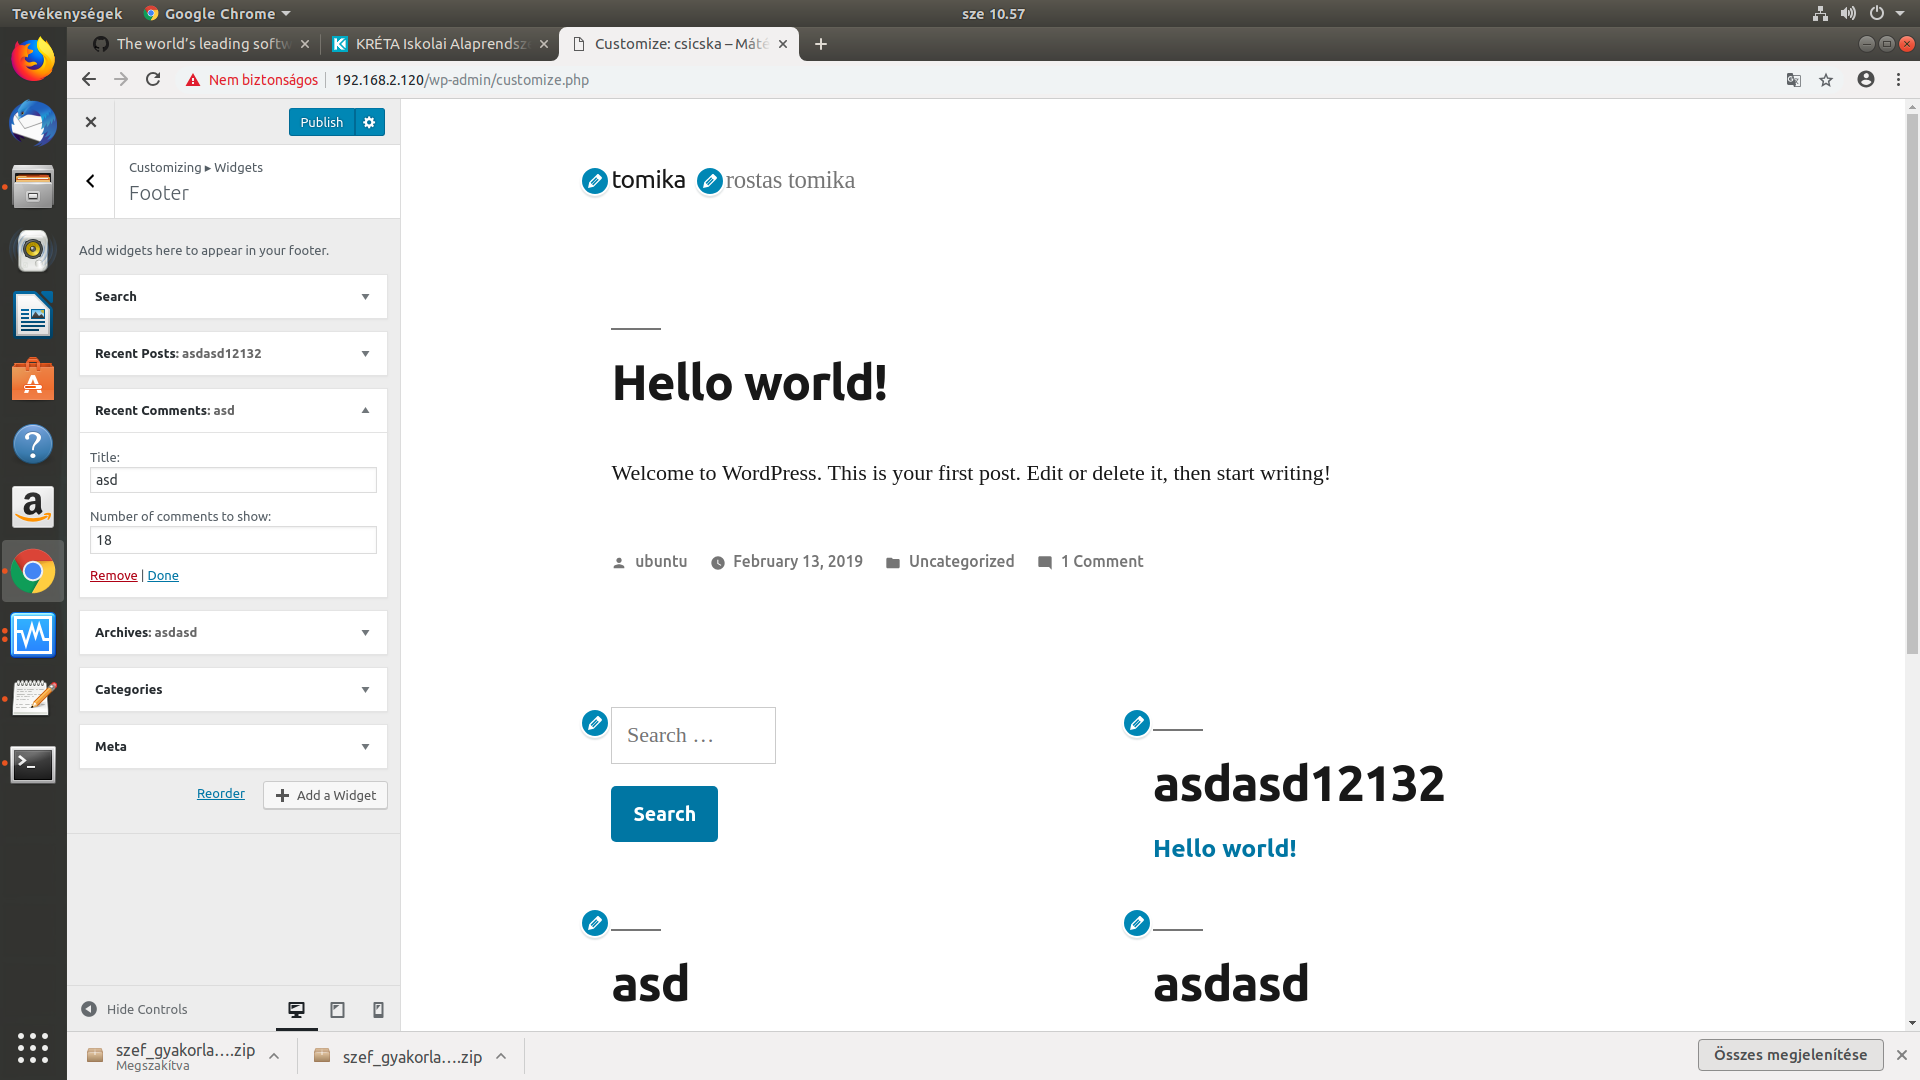 Tevékenységek
Google Chrome
sze 10.57
The world's leading softw
KRÉTA Iskolai Alaprendsz
Customize: csicska – Máté
Nem biztonságos
192.168.2.120/wp-admin/customize.php
Publish
Customizing ▸ Widgets
Footer
Add widgets here to appear in your footer.
Search
Recent Posts: asdasd12132
Recent Comments: asd
Title:
asd
Number of comments to show:
18
Remove | Done
Archives: asdasd
Categories
Meta
Reorder
Add a Widget
Hide Controls
tomika
rostas tomika
Hello world!
Welcome to WordPress. This is your first post. Edit or delete it, then start writing!
ubuntu
February 13, 2019
Uncategorized
1 Comment
Search …
Search
asdasd12132
Hello world!
asd
asdasd
szef_gyakorla….zip
Megszakítva
szef_gyakorla….zip
Összes megjelenítése